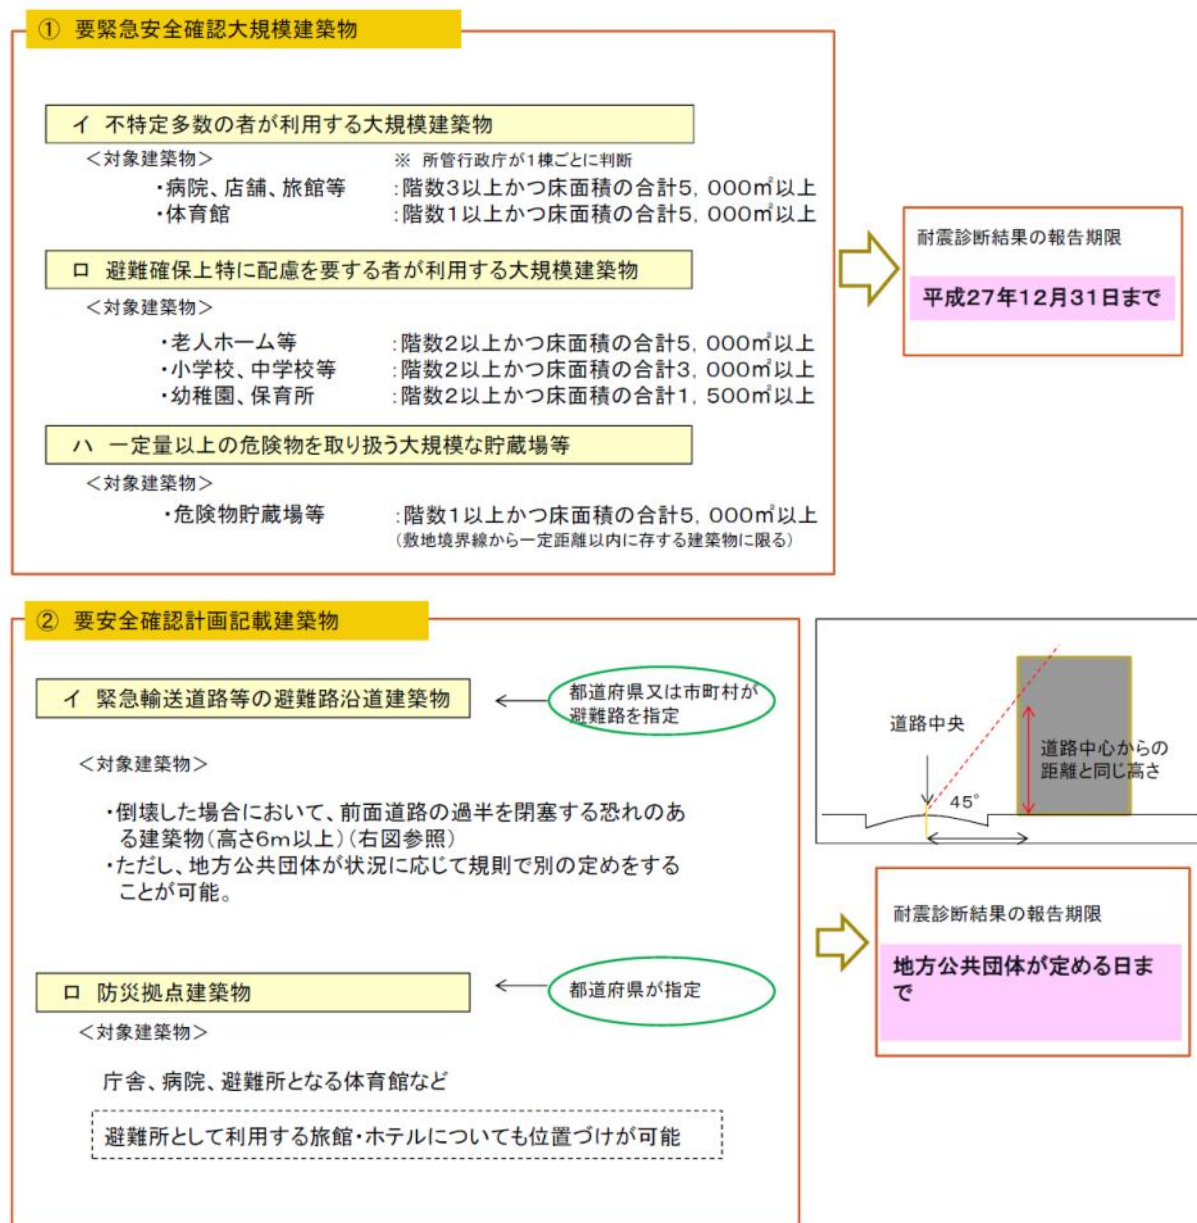 ① 要緊急安全確認大規模建築物
イ 不特定多数の者が利用する大規模建築物
＜対象建築物＞ ※ 所管行政庁が1棟ごとに判断
・病院、店舗、旅館等 :階数3以上かつ床面積の合計5,000㎡以上
・体育館 :階数1以上かつ床面積の合計5,000㎡以上
ロ 避難確保上特に配慮を要する者が利用する大規模建築物
＜対象建築物＞
・老人ホーム等 :階数2以上かつ床面積の合計5,000㎡以上
・小学校、中学校等 :階数2以上かつ床面積の合計3,000㎡以上
・幼稚園、保育所 :階数2以上かつ床面積の合計1,500㎡以上
ハ 一定量以上の危険物を取り扱う大規模な貯蔵場等
＜対象建築物＞
・危険物貯蔵場等 :階数1以上かつ床面積の合計5,000㎡以上
(敷地境界線から一定距離以内に存する建築物に限る)
耐震診断結果の報告期限
平成27年12月31日まで
② 要安全確認計画記載建築物
イ 緊急輸送道路等の避難路沿道建築物
都道府県又は市町村が
避難路を指定
＜対象建築物＞
・倒壊した場合において、前面道路の過半を閉塞する恐れのあ
る建築物(高さ6m以上)(右図参照)
・ただし、地方公共団体が状況に応じて規則で別の定めをする
ことが可能。
ロ 防災拠点建築物
都道府県が指定
＜対象建築物＞
庁舎、病院、避難所となる体育館など
避難所として利用する旅館・ホテルについても位置づけが可能
道路中央
道路中心からの
距離と同じ高さ
45°
耐震診断結果の報告期限
地方公共団体が定める日ま
で